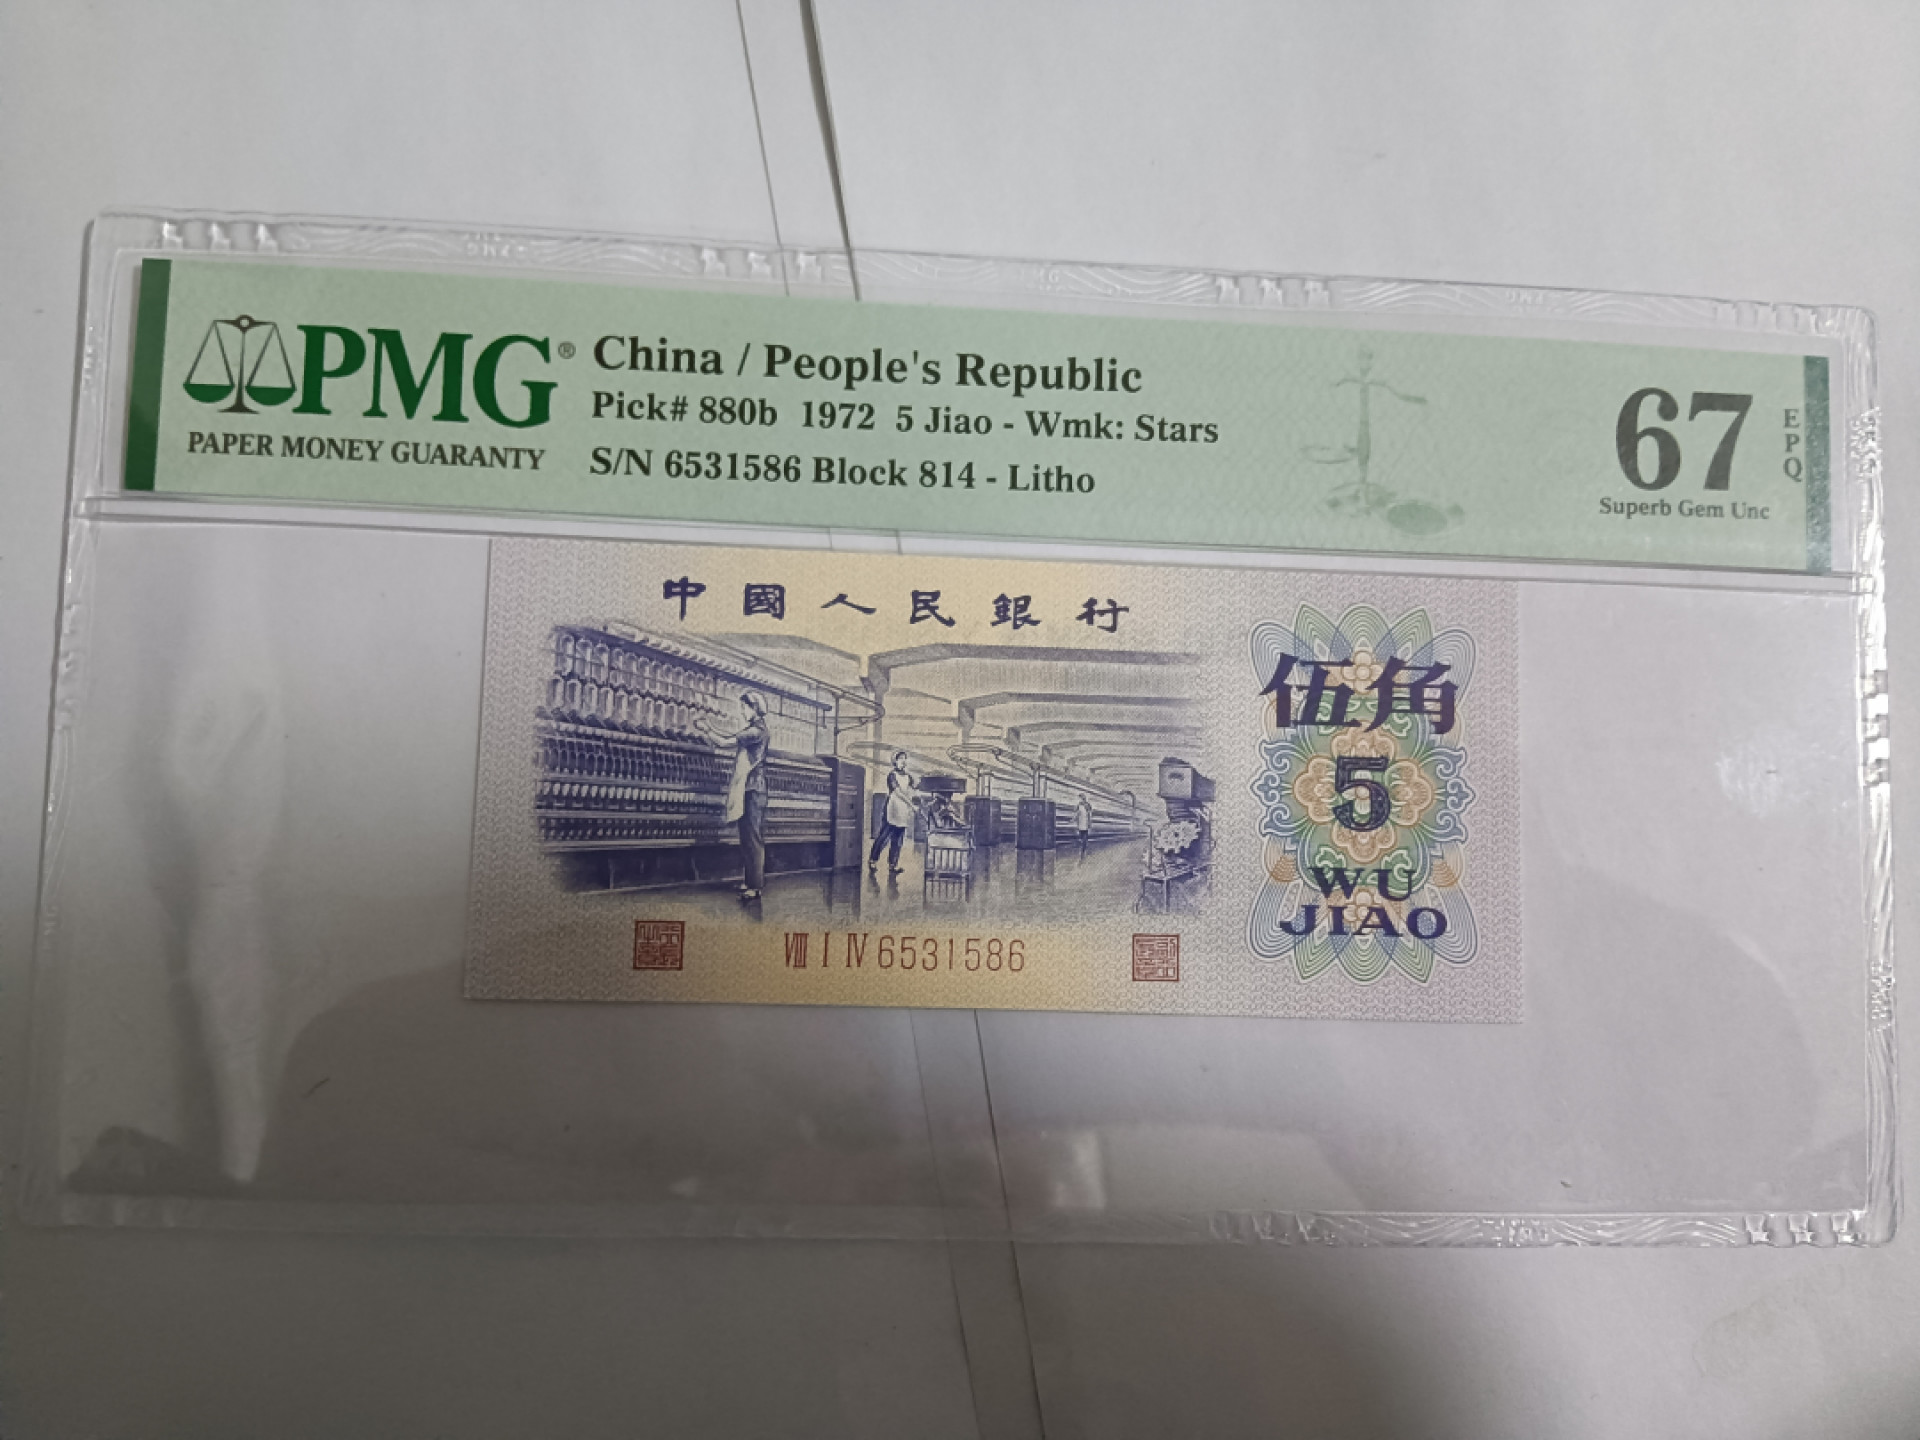 PMG®
PAPER MONEY GUARANTY
China / People's Republic
Pick# 880b 1972 5 Jiao - Wmk: Stars
S/N 6531586 Block 814 - Litho
67
EPQ
Superb Gem Unc
中國人民銀行
伍角
5
WU
JIAO
Ⅷ Ⅰ Ⅳ 6531586